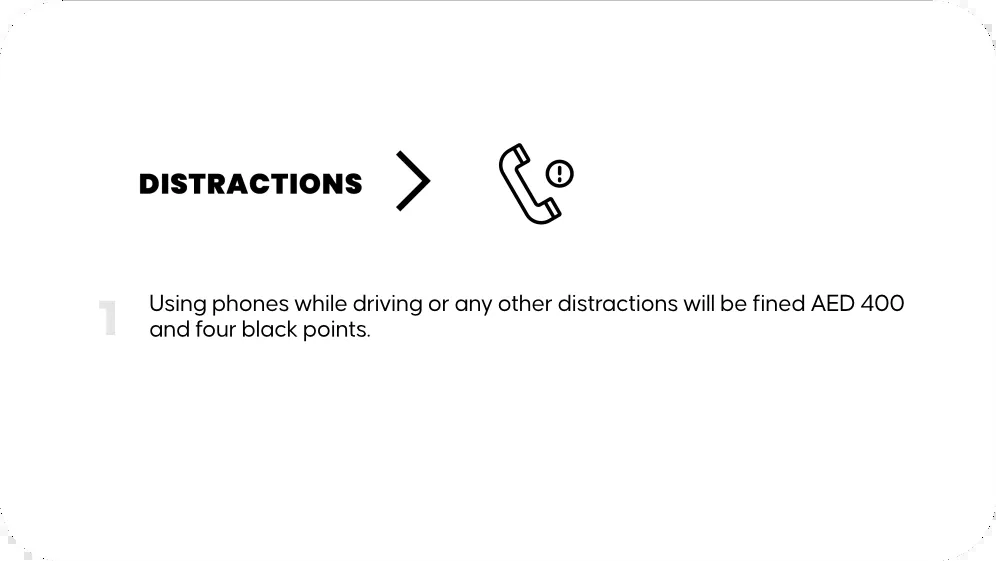 DISTRACTIONS
1
Using phones while driving or any other distractions will be fined AED 400
and four black points.